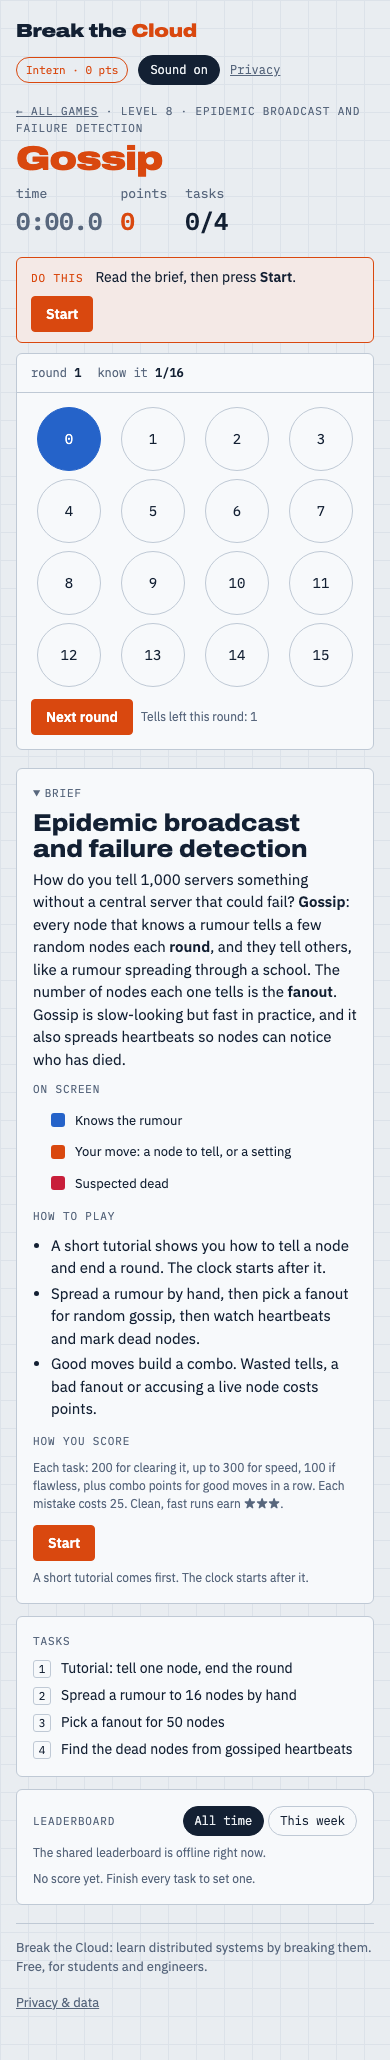 Break the Cloud
Intern · 0 pts
Sound on
Privacy
← ALL GAMES · LEVEL 8 · EPIDEMIC BROADCAST AND
FAILURE DETECTION
Gossip
time points tasks
0:00.0 0 0/4
DO THIS Read the brief, then press Start.
Start
round 1 know it 1/16
0 1 2 3
4 5 6 7
8 9 10 11
12 13 14 15
Next round Tells left this round: 1
▼ BRIEF
Epidemic broadcast
and failure detection
How do you tell 1,000 servers something
without a central server that could fail? Gossip:
every node that knows a rumour tells a few
random nodes each round, and they tell others,
like a rumour spreading through a school. The
number of nodes each one tells is the fanout.
Gossip is slow-looking but fast in practice, and it
also spreads heartbeats so nodes can notice
who has died.
ON SCREEN
Knows the rumour
Your move: a node to tell, or a setting
Suspected dead
HOW TO PLAY
• A short tutorial shows you how to tell a node
and end a round. The clock starts after it.
• Spread a rumour by hand, then pick a fanout
for random gossip, then watch heartbeats
and mark dead nodes.
• Good moves build a combo. Wasted tells, a
bad fanout or accusing a live node costs
points.
HOW YOU SCORE
Each task: 200 for clearing it, up to 300 for speed, 100 if
flawless, plus combo points for good moves in a row. Each
mistake costs 25. Clean, fast runs earn ★★★.
Start
A short tutorial comes first. The clock starts after it.
TASKS
1 Tutorial: tell one node, end the round
2 Spread a rumour to 16 nodes by hand
3 Pick a fanout for 50 nodes
4 Find the dead nodes from gossiped heartbeats
LEADERBOARD All time This week
The shared leaderboard is offline right now.
No score yet. Finish every task to set one.
Break the Cloud: learn distributed systems by breaking them.
Free, for students and engineers.
Privacy & data